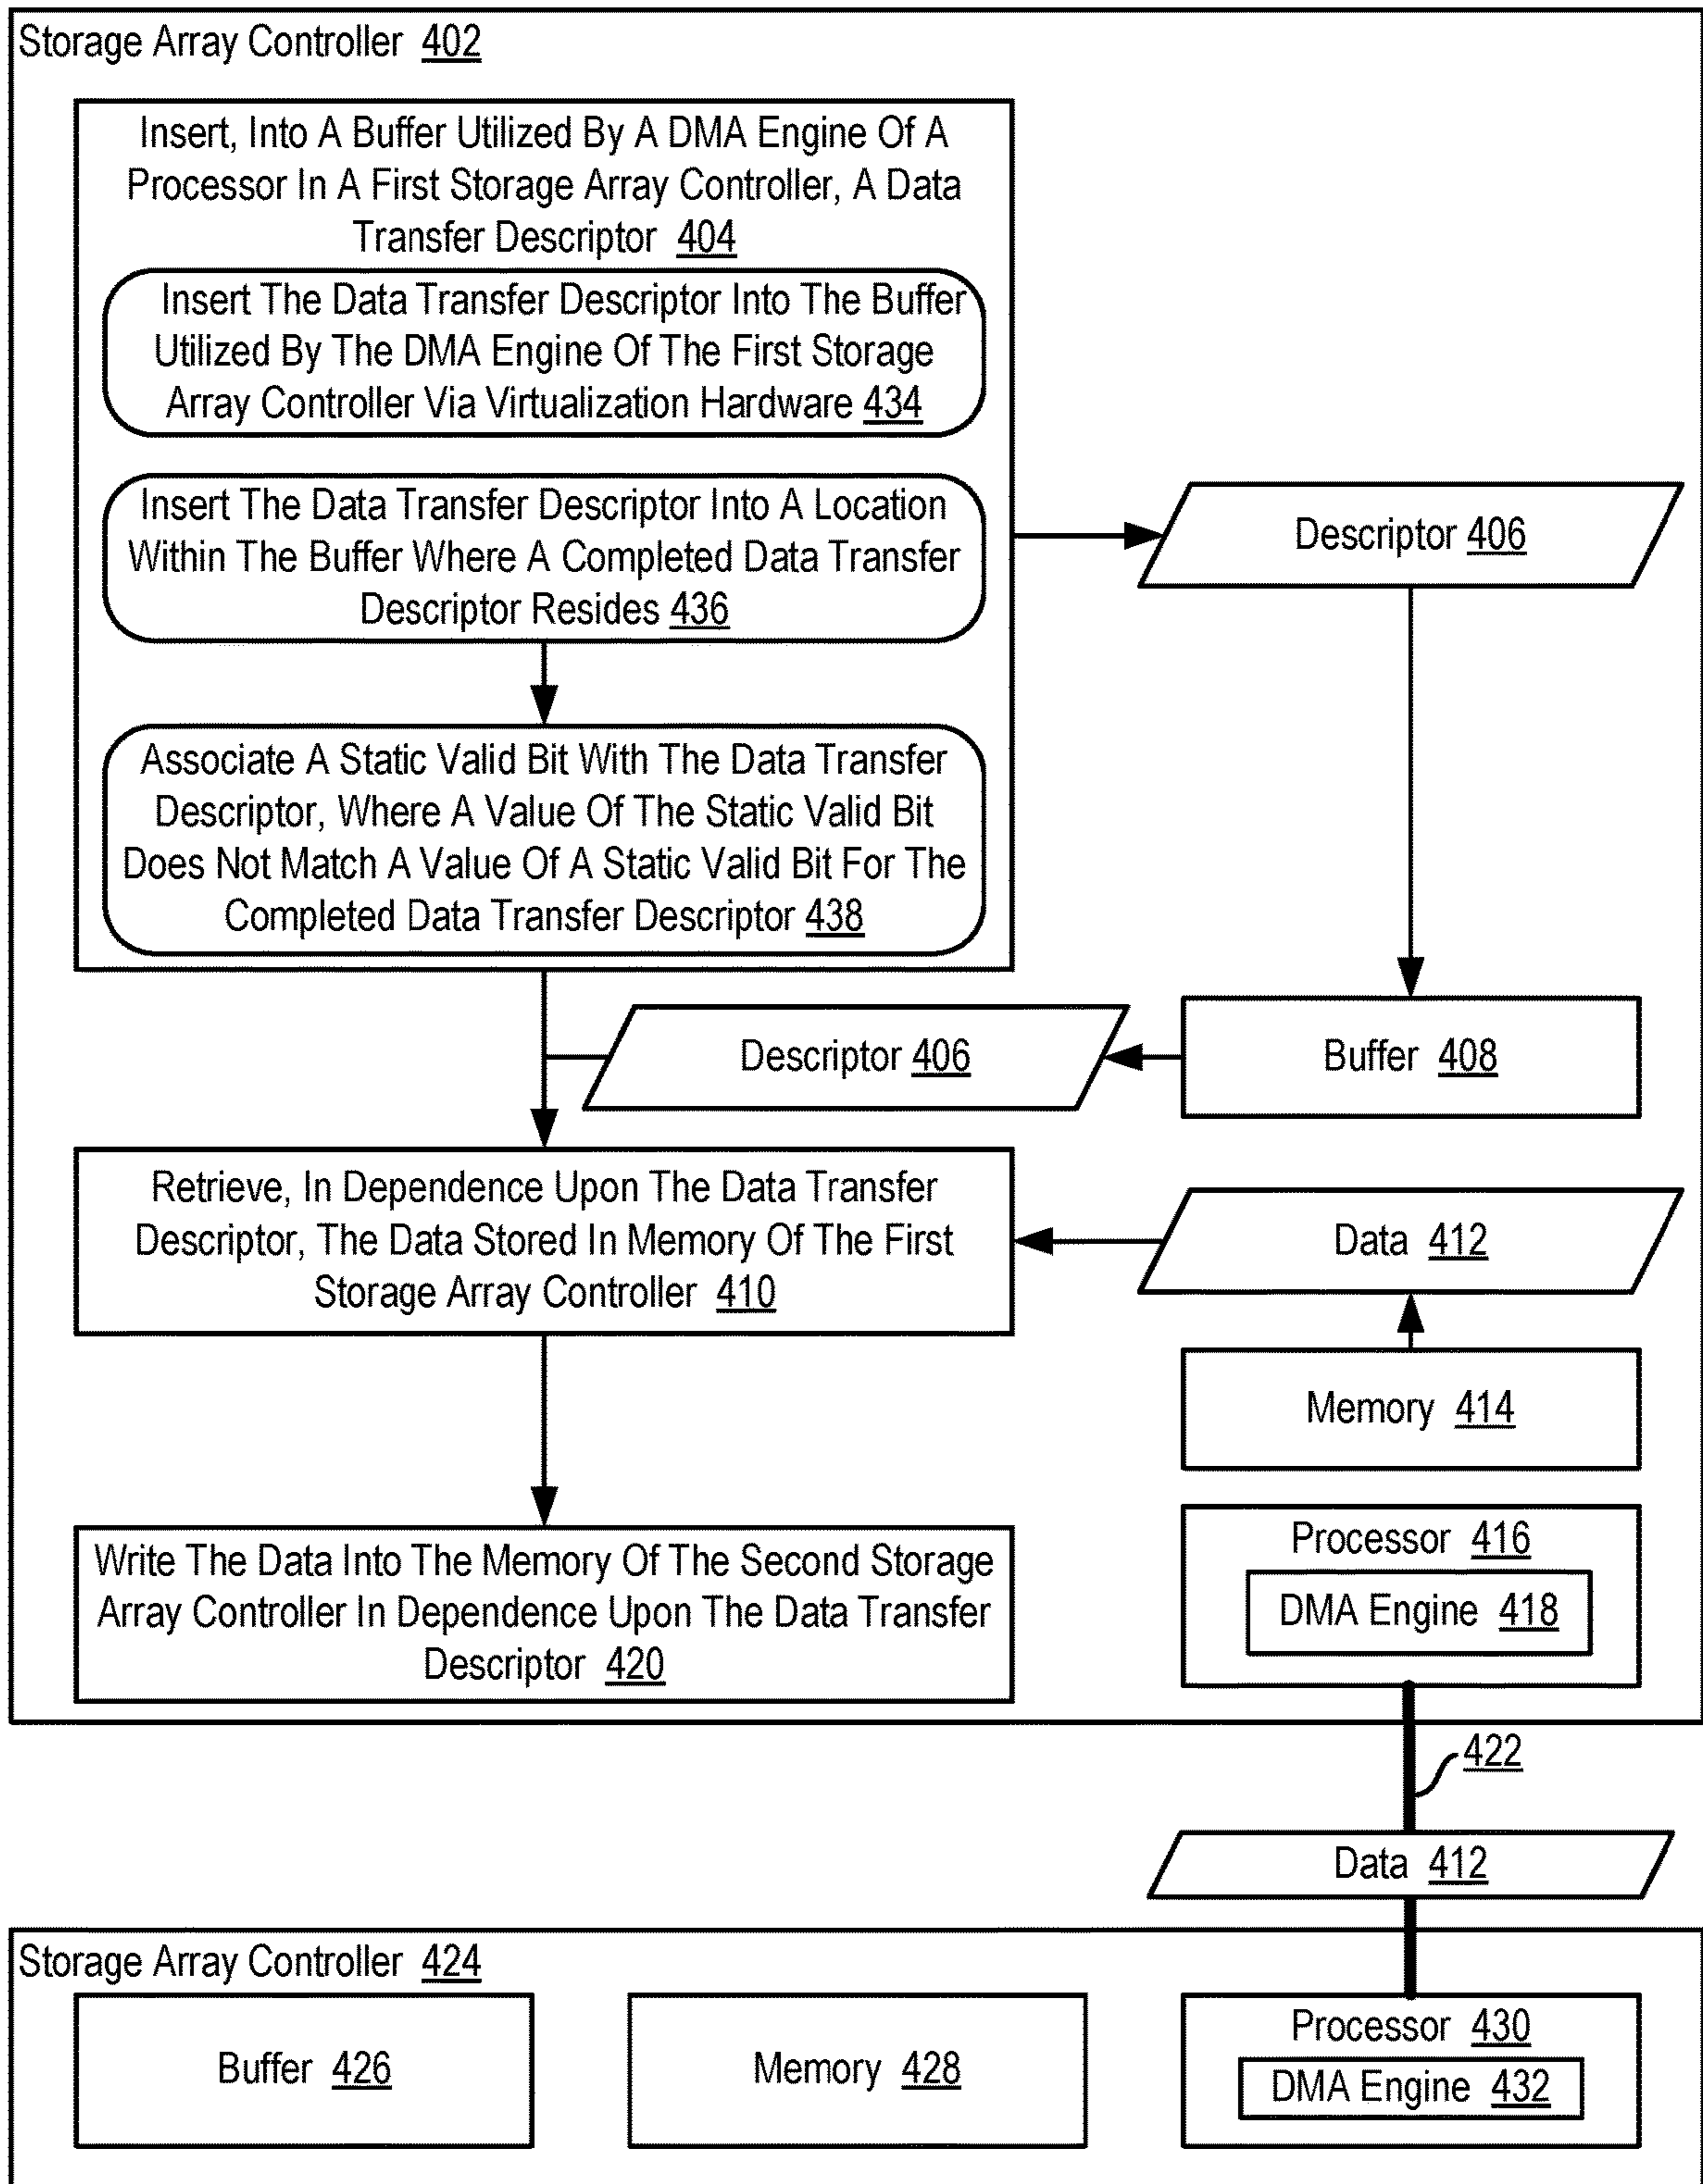 Storage Array Controller 402
Insert, Into A Buffer Utilized By A DMA Engine Of A
Processor In A First Storage Array Controller, A Data
Transfer Descriptor 404
Insert The Data Transfer Descriptor Into The Buffer
Utilized By The DMA Engine Of The First Storage
Array Controller Via Virtualization Hardware 434
Insert The Data Transfer Descriptor Into A Location
Within The Buffer Where A Completed Data Transfer
Descriptor Resides 436
Descriptor 406
Associate A Static Valid Bit With The Data Transfer
Descriptor, Where A Value Of The Static Valid Bit
Does Not Match A Value Of A Static Valid Bit For The
Completed Data Transfer Descriptor 438
Descriptor 406
Buffer 408
Retrieve, In Dependence Upon The Data Transfer
Descriptor, The Data Stored In Memory Of The First
Storage Array Controller 410
Data 412
Memory 414
Write The Data Into The Memory Of The Second Storage
Array Controller In Dependence Upon The Data Transfer
Descriptor 420
Processor 416
DMA Engine 418
422
Data 412
Storage Array Controller 424
Buffer 426
Memory 428
Processor 430
DMA Engine 432